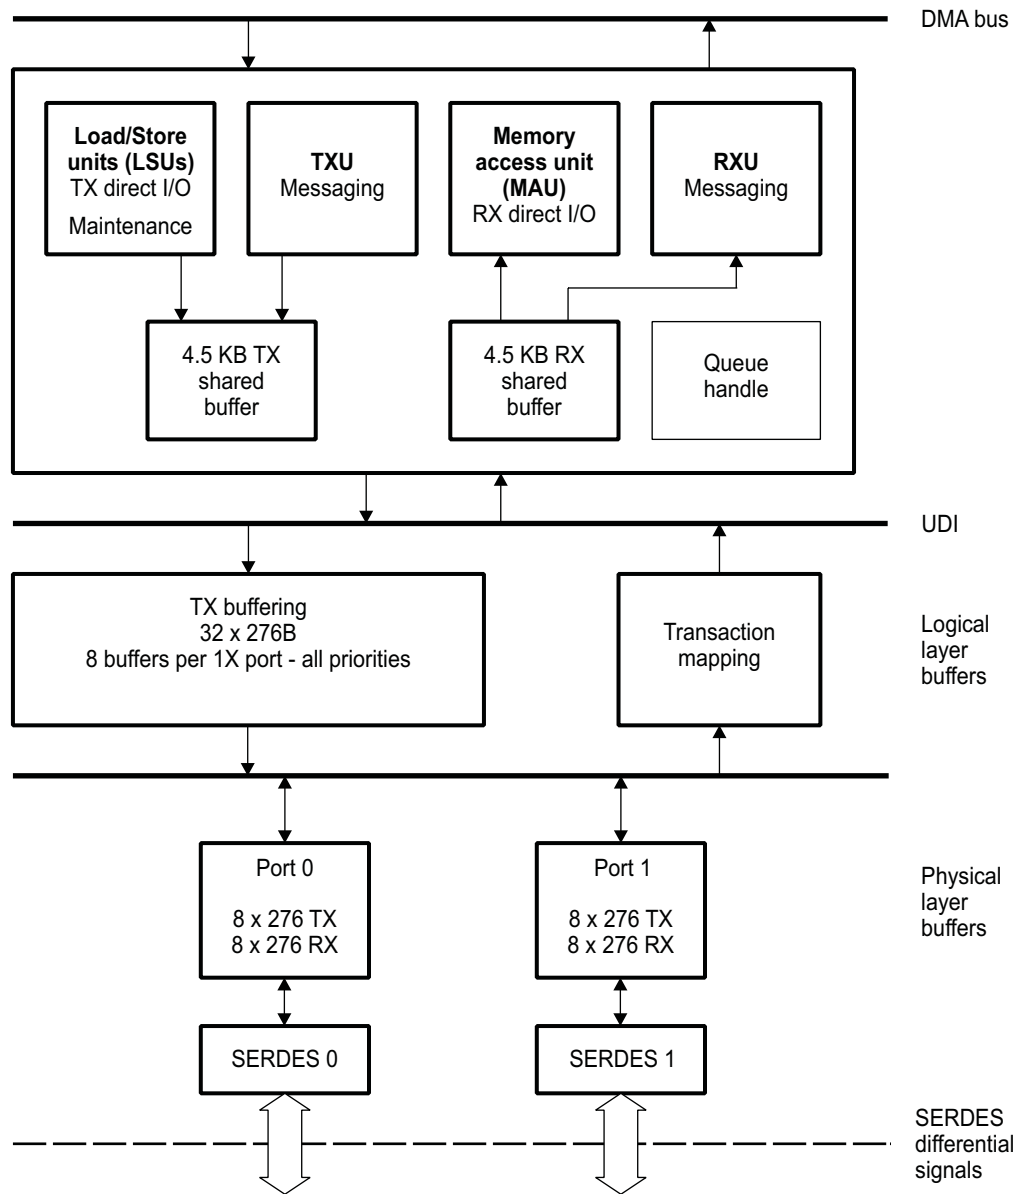 DMA bus
Load/Store
units (LSUs)
TX direct I/O
Maintenance
TXU
Messaging
Memory
access unit
(MAU)
RX direct I/O
RXU
Messaging
4.5 KB TX
shared
buffer
4.5 KB RX
shared
buffer
Queue
handle
UDI
TX buffering
32 x 276B
8 buffers per 1X port - all priorities
Transaction
mapping
Logical
layer
buffers
Port 0
8 x 276 TX
8 x 276 RX
Port 1
8 x 276 TX
8 x 276 RX
Physical
layer
buffers
SERDES 0
SERDES 1
SERDES
differential
signals